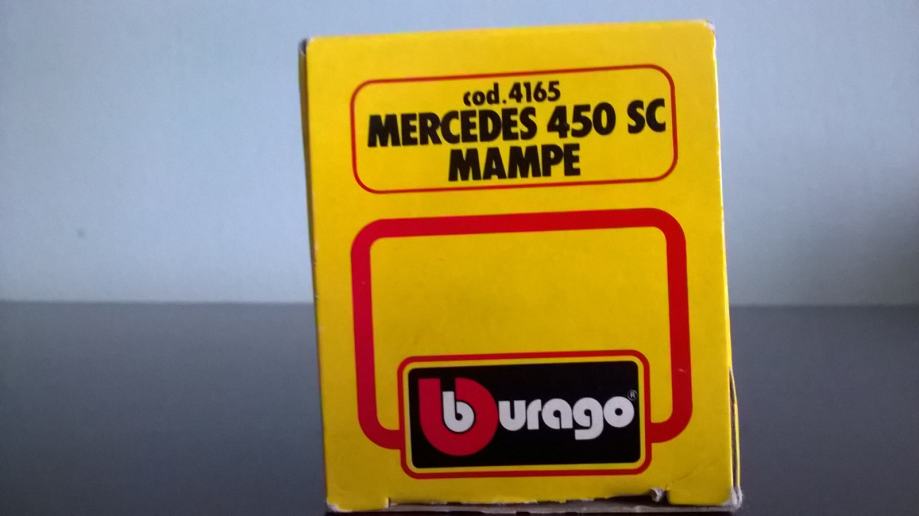 cod.4165
MERCEDES 450 SC
MAMPE
burago®